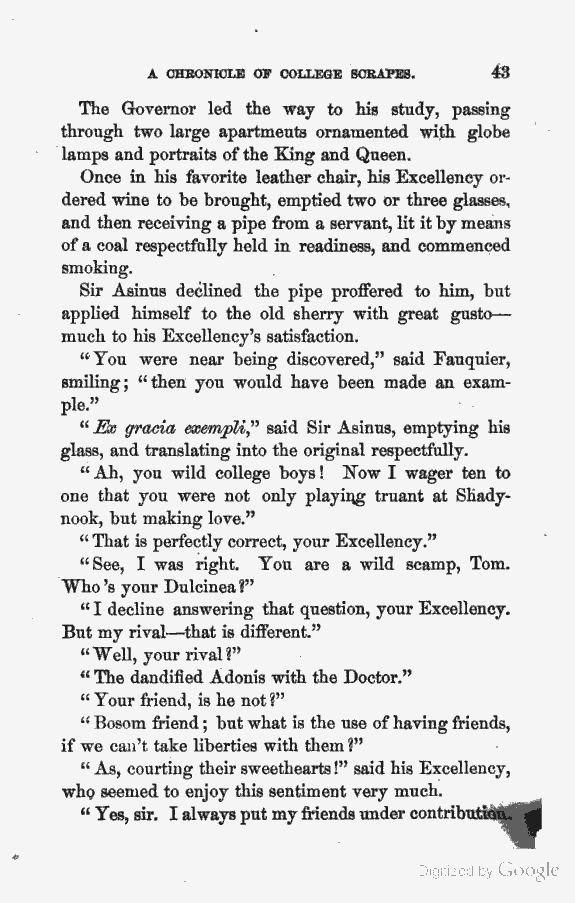 A CHRONICLE OF COLLEGE SCRAPES. 43
The Governor led the way to his study, passing
through two large apartments ornamented with globe
lamps and portraits of the King and Queen.
Once in his favorite leather chair, his Excellency or-
dered wine to be brought, emptied two or three glasses,
and then receiving a pipe from a servant, lit it by means
of a coal respectfully held in readiness, and commenced
smoking.
Sir Asinus declined the pipe proffered to him, but
applied himself to the old sherry with great gusto—
much to his Excellency's satisfaction.
"You were near being discovered," said Fauquier,
smiling; "then you would have been made an exam-
ple."
"Ex gracia exempli," said Sir Asinus, emptying his
glass, and translating into the original respectfully.
"Ah, you wild college boys! Now I wager ten to
one that you were not only playing truant at Shady-
nook, but making love."
"That is perfectly correct, your Excellency."
"See, I was right. You are a wild scamp, Tom.
Who's your Dulcinea?"
"I decline answering that question, your Excellency.
But my rival—that is different."
"Well, your rival?"
"The dandified Adonis with the Doctor."
"Your friend, is he not?"
"Bosom friend; but what is the use of having friends,
if we can't take liberties with them?"
"As, courting their sweethearts!" said his Excellency,
who seemed to enjoy this sentiment very much.
"Yes, sir. I always put my friends under contribution.
Digitized by Google